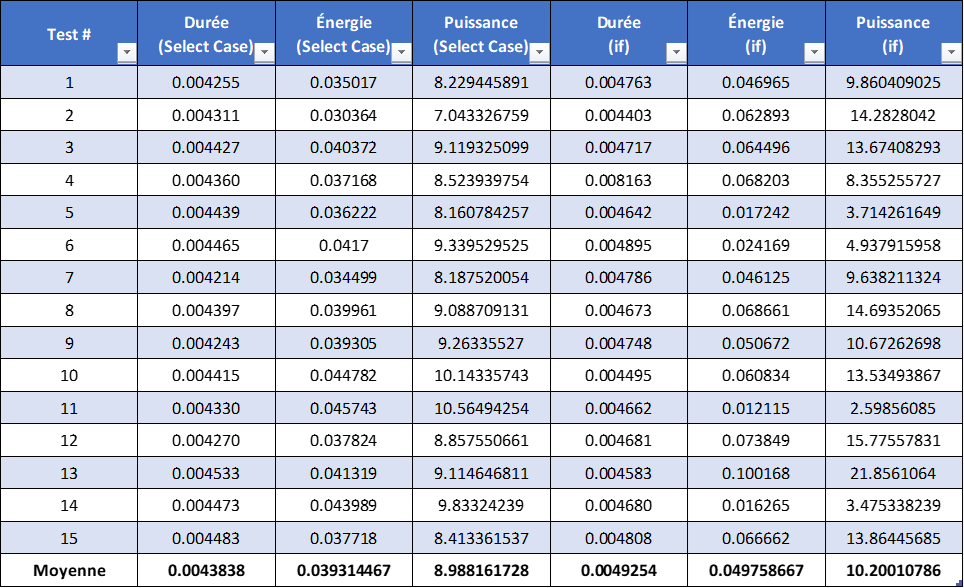 Test # Durée (Select Case) Énergie (Select Case) Puissance (Select Case) Durée (if) Énergie (if) Puissance (if)
1 0.004255 0.035017 8.229445891 0.004763 0.046965 9.860409025
2 0.004311 0.030364 7.043326759 0.004403 0.062893 14.2828042
3 0.004427 0.040372 9.119325099 0.004717 0.064496 13.67408293
4 0.004360 0.037168 8.523939754 0.008163 0.068203 8.355255727
5 0.004439 0.036222 8.160784257 0.004642 0.017242 3.714261649
6 0.004465 0.0417 9.339529525 0.004895 0.024169 4.937915958
7 0.004214 0.034499 8.187520054 0.004786 0.046125 9.638211324
8 0.004397 0.039961 9.088709131 0.004673 0.068661 14.69352065
9 0.004243 0.039305 9.26335527 0.004748 0.050672 10.67262698
10 0.004415 0.044782 10.14335743 0.004495 0.060834 13.53493867
11 0.004330 0.045743 10.56494254 0.004662 0.012115 2.59856085
12 0.004270 0.037824 8.857550661 0.004681 0.073849 15.77557831
13 0.004533 0.041319 9.114646811 0.004583 0.100168 21.8561064
14 0.004473 0.043989 9.83324239 0.004680 0.016265 3.475338239
15 0.004483 0.037718 8.413361537 0.004808 0.066662 13.86445685
Moyenne 0.0043838 0.039314467 8.988161728 0.0049254 0.049758667 10.20010786